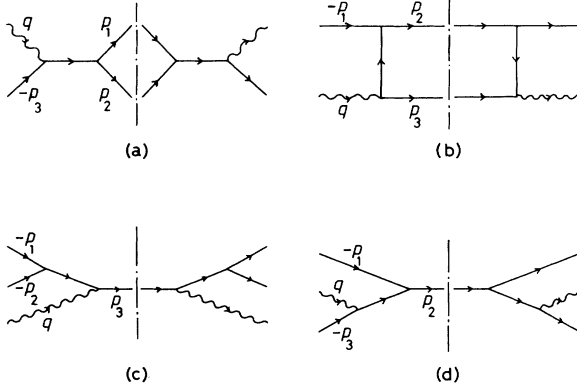 q
p₁
-p₃
p₂
(a)
-p₁
p₂
q
p₃
(b)
-p₁
-p₂
q
p₃
(c)
-p₁
q
-p₃
p₂
(d)